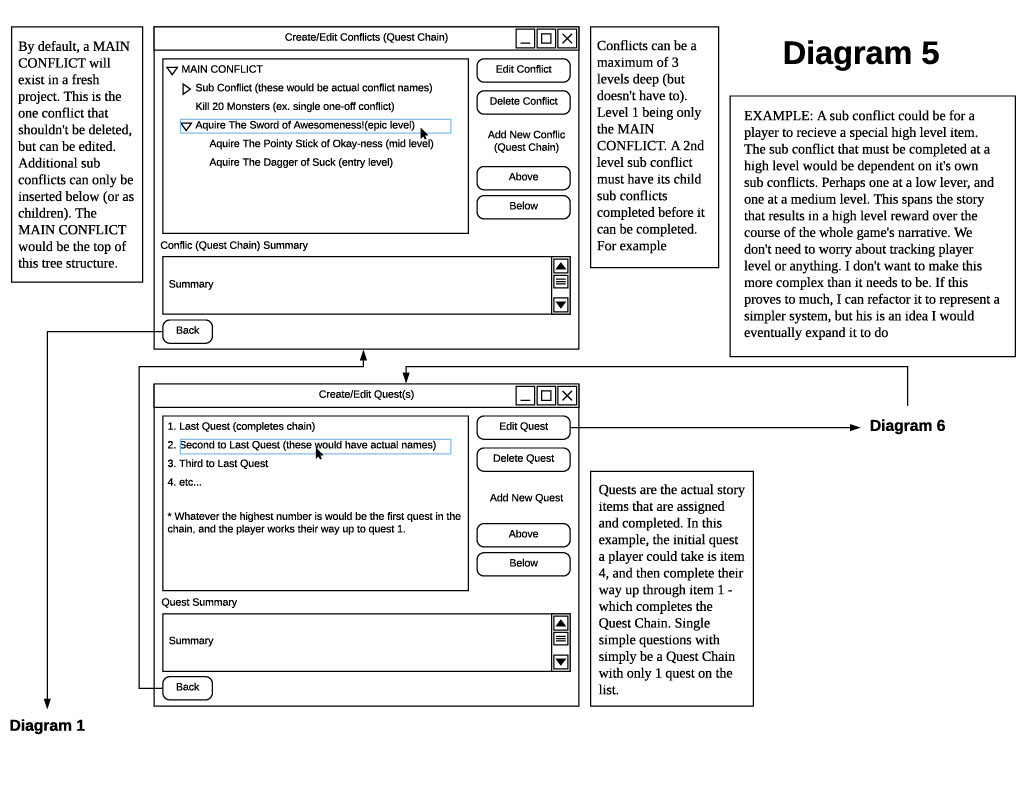 Diagram 5
By default, a MAIN
CONFLICT will
exist in a fresh
project. This is the
one conflict that
shouldn't be deleted,
but can be edited.
Additional sub
conflicts can only be
inserted below (or as
children). The
MAIN CONFLICT
would be the top of
this tree structure.
Create/Edit Conflicts (Quest Chain)
MAIN CONFLICT
Sub Conflict (these would be actual conflict names)
Kill 20 Monsters (ex. single one-off conflict)
Aquire The Sword of Awesomeness!(epic level)
Aquire The Pointy Stick of Okay-ness (mid level)
Aquire The Dagger of Suck (entry level)
Edit Conflict
Delete Conflict
Add New Conflic
(Quest Chain)
Above
Below
Conflic (Quest Chain) Summary
Summary
Back
Conflicts can be a
maximum of 3
levels deep (but
doesn't have to).
Level 1 being only
the MAIN
CONFLICT. A 2nd
level sub conflict
must have its child
sub conflicts
completed before it
can be completed.
For example
EXAMPLE: A sub conflict could be for a
player to recieve a special high level item.
The sub conflict that must be completed at a
high level would be dependent on it's own
sub conflicts. Perhaps one at a low lever, and
one at a medium level. This spans the story
that results in a high level reward over the
course of the whole game's narrative. We
don't need to worry about tracking player
level or anything. I don't want to make this
more complex than it needs to be. If this
proves to much, I can refactor it to represent a
simpler system, but his is an idea I would
eventually expand it to do
Create/Edit Quest(s)
1. Last Quest (completes chain)
2. Second to Last Quest (these would have actual names)
3. Third to Last Quest
4. etc...
* Whatever the highest number is would be the first quest in the
chain, and the player works their way up to quest 1.
Edit Quest
Delete Quest
Add New Quest
Above
Below
Quest Summary
Summary
Back
Diagram 6
Quests are the actual story
items that are assigned
and completed. In this
example, the initial quest
a player could take is item
4, and then complete their
way up through item 1 -
which completes the
Quest Chain. Single
simple questions with
simply be a Quest Chain
with only 1 quest on the
list.
Diagram 1